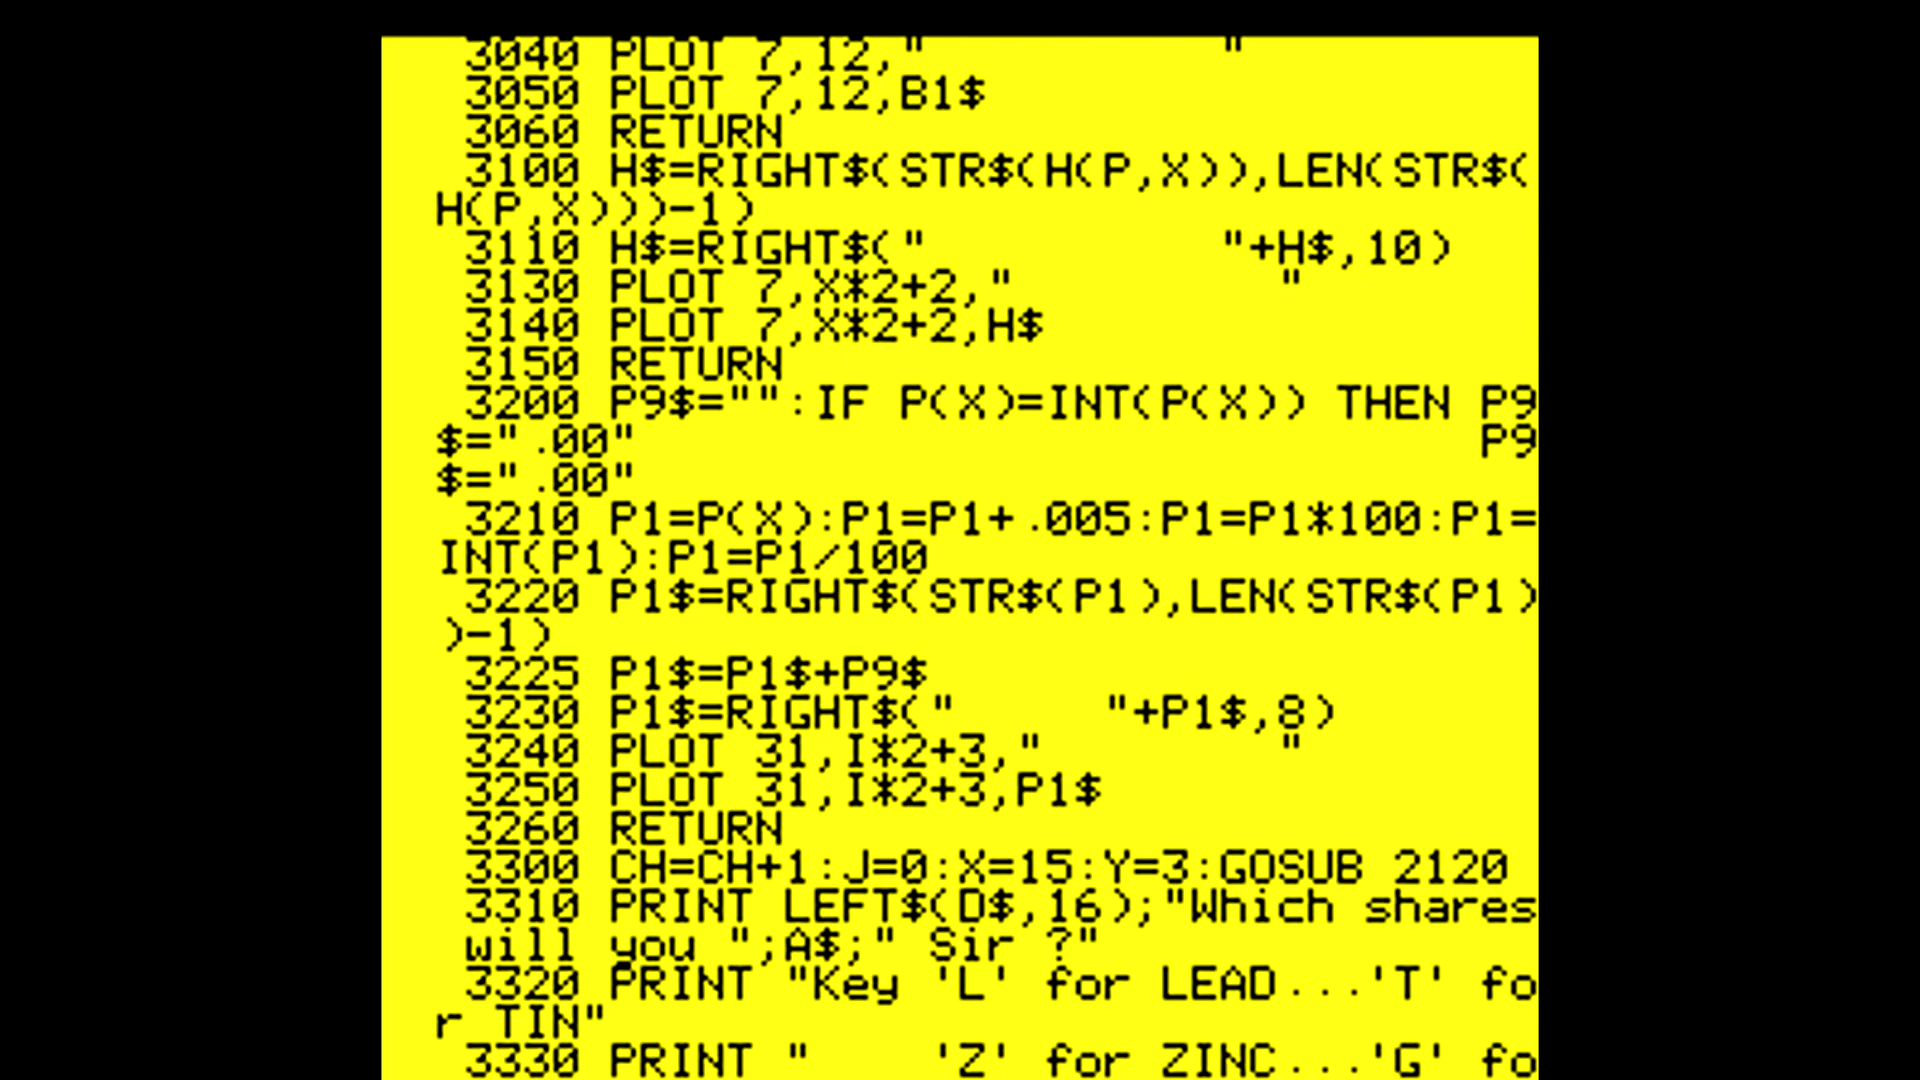 3040 PLOT 7,12,"          "
3050 PLOT 7,12,B1$
3060 RETURN
3100 H$=RIGHT$(STR$(H(P,X)),LEN(STR$(
H(P,X)))-1)
3110 H$=RIGHT$("          "+H$,10)
3130 PLOT 7,X*2+2,"         "
3140 PLOT 7,X*2+2,H$
3150 RETURN
3200 P9$="":IF P(X)=INT(P(X)) THEN P9
$=".00"                             P9
$=".00"
3210 P1=P(X):P1=P1+.005:P1=P1*100:P1=
INT(P1):P1=P1/100
3220 P1$=RIGHT$(STR$(P1),LEN(STR$(P1)
)-1)
3225 P1$=P1$+P9$
3230 P1$=RIGHT$("     "+P1$,8)
3240 PLOT 31,I*2+3,"        "
3250 PLOT 31,I*2+3,P1$
3260 RETURN
3300 CH=CH+1:J=0:X=15:Y=3:GOSUB 2120
3310 PRINT LEFT$(D$,16);"Which shares
will you ";A$;" Sir ?"
3320 PRINT "Key 'L' for LEAD...'T' fo
r TIN"
3330 PRINT "    'Z' for ZINC...'G' fo